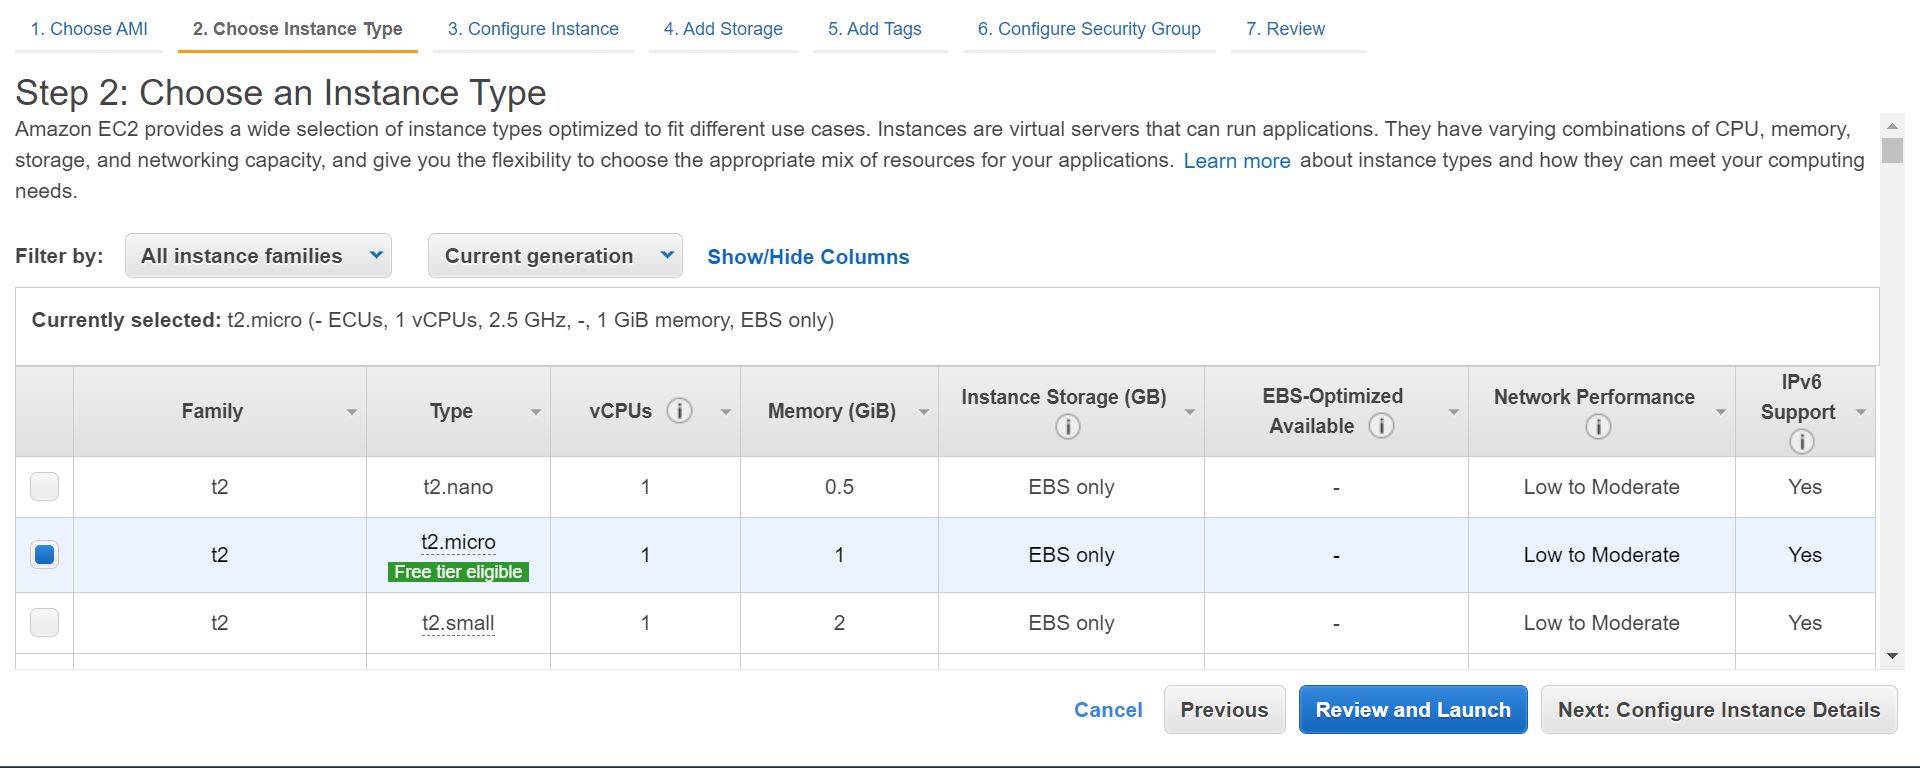 1. Choose AMI 2. Choose Instance Type 3. Configure Instance 4. Add Storage 5. Add Tags 6. Configure Security Group 7. Review
Step 2: Choose an Instance Type
Amazon EC2 provides a wide selection of instance types optimized to fit different use cases. Instances are virtual servers that can run applications. They have varying combinations of CPU, memory,
storage, and networking capacity, and give you the flexibility to choose the appropriate mix of resources for your applications. Learn more about instance types and how they can meet your computing
needs.
Filter by: All instance families Current generation Show/Hide Columns
Currently selected: t2.micro (- ECUs, 1 vCPUs, 2.5 GHz, -, 1 GiB memory, EBS only)
Family Type vCPUs Memory (GiB) Instance Storage (GB) EBS-Optimized Available Network Performance IPv6 Support
t2 t2.nano 1 0.5 EBS only - Low to Moderate Yes
t2 t2.micro Free tier eligible 1 1 EBS only - Low to Moderate Yes
t2 t2.small 1 2 EBS only - Low to Moderate Yes
Cancel Previous Review and Launch Next: Configure Instance Details